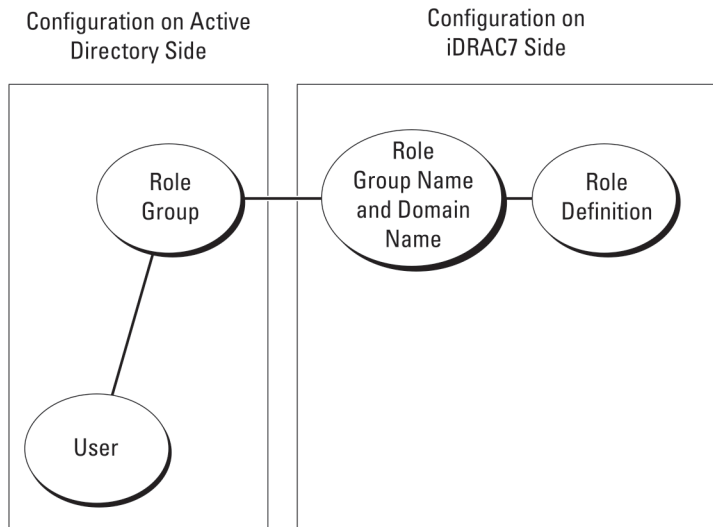 Configuration on Active
Directory Side
Configuration on
iDRAC7 Side
Role
Group
Role
Group Name
and Domain
Name
Role
Definition
User